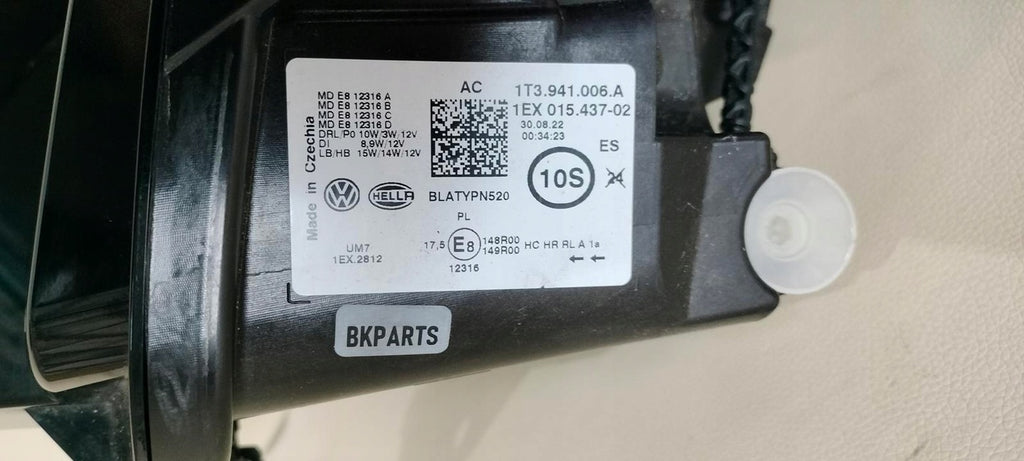 Made in Czechia
MD E8 12316 A
MD E8 12316 B
MD E8 12316 C
MD E8 12316 D
DRL/P0 10W/3W/12V
DI 8,9W/12V
LB/HB 15W/14W/12V
AC
1T3.941.006.A
1EX 015.437-02
30.08.22
00:34:23
ES
10S
VW
HELLA
BLATYPN520
PL
UM7
1EX.2812
17,5 E8 148R00 HC HR RL A 1a
149R00
12316
BKPARTS